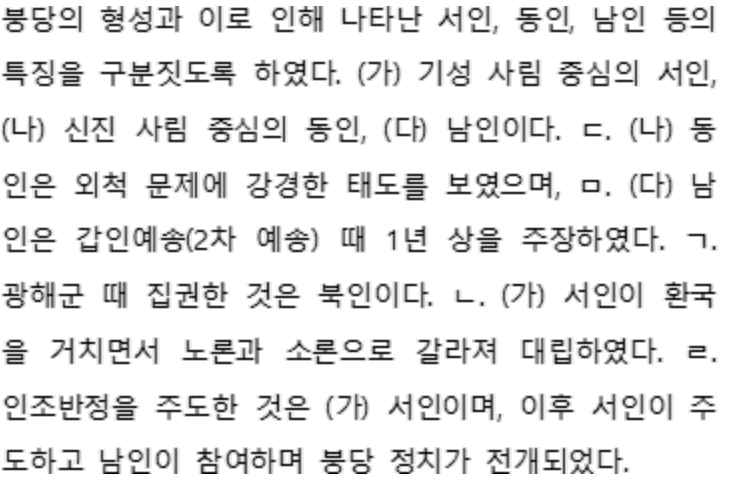 붕당의 형성과 이로 인해 나타난 서인, 동인, 남인 등의
특징을 구분짓도록 하였다. (가) 기성 사림 중심의 서인,
(나) 신진 사림 중심의 동인, (다) 남인이다. ㄷ. (나) 동
인은 외척 문제에 강경한 태도를 보였으며, ㅁ. (다) 남
인은 갑인예송(2차 예송) 때 1년 상을 주장하였다. ㄱ.
광해군 때 집권한 것은 북인이다. ㄴ. (가) 서인이 환국
을 거치면서 노론과 소론으로 갈라져 대립하였다. ㄹ.
인조반정을 주도한 것은 (가) 서인이며, 이후 서인이 주
도하고 남인이 참여하며 붕당 정치가 전개되었다.